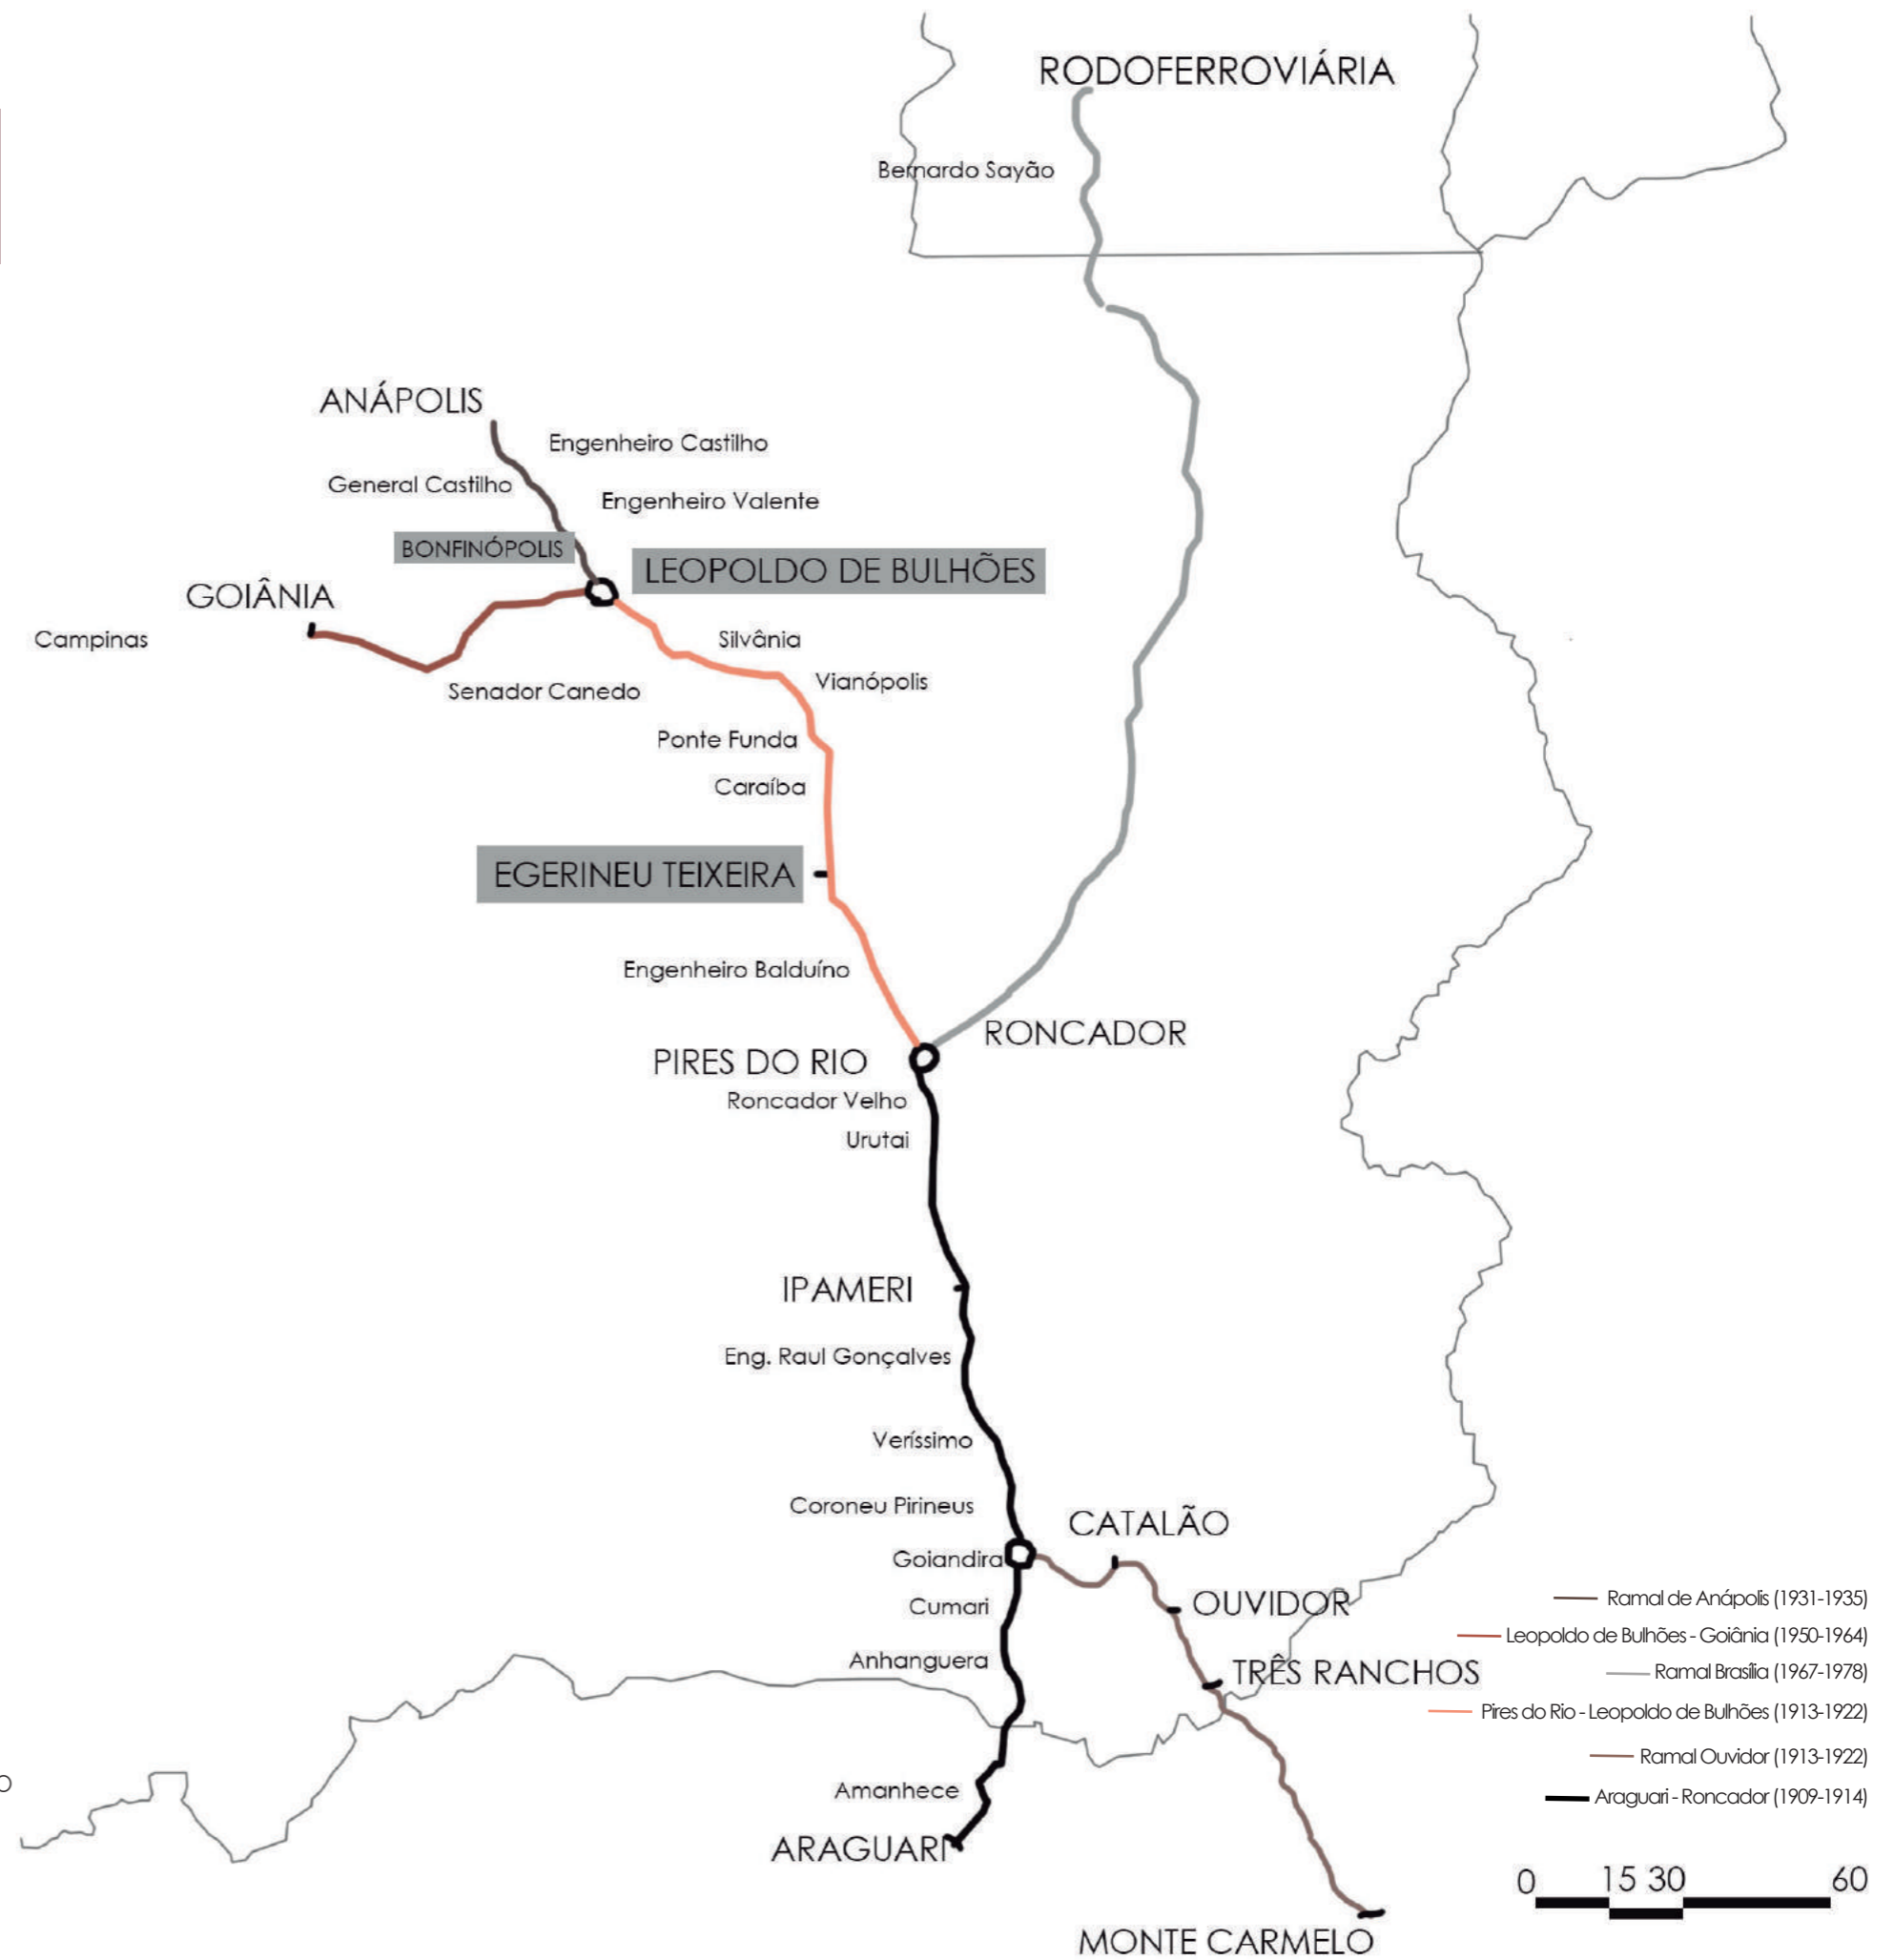 RODOFERROVIÁRIA
Bernardo Sayão
ANÁPOLIS
Engenheiro Castilho
General Castilho
Engenheiro Valente
BONFINÓPOLIS
LEOPOLDO DE BULHÕES
GOIÂNIA
Campinas
Silvânia
Senador Canedo
Vianópolis
Ponte Funda
Caraíba
EGERINEU TEIXEIRA
Engenheiro Balduíno
RONCADOR
PIRES DO RIO
Roncador Velho
Urutai
IPAMERI
Eng. Raul Gonçalves
Veríssimo
Coroneu Pirineus
CATALÃO
Goiandira
Cumari
OUVIDOR
Anhanguera
TRÊS RANCHOS
Amanhece
ARAGUARI
MONTE CARMELO
Ramal de Anápolis (1931-1935)
Leopoldo de Bulhões - Goiânia (1950-1964)
Ramal Brasília (1967-1978)
Pires do Rio - Leopoldo de Bulhões (1913-1922)
Ramal Ouvidor (1913-1922)
Araguari - Roncador (1909-1914)
0 15 30 60